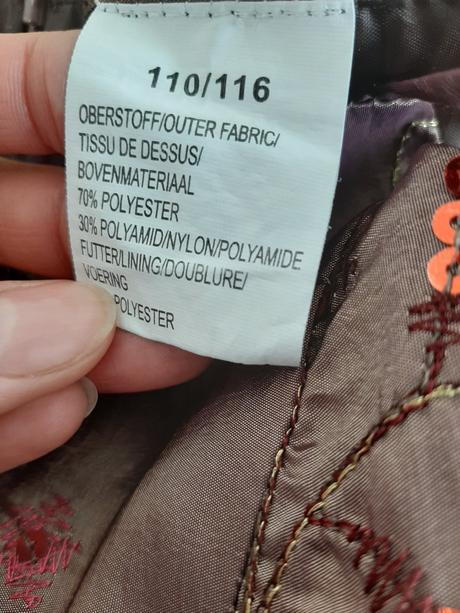 110/116
OBERSTOFF/OUTER FABRIC/
TISSU DE DESSUS/
BOVENMATERIAAL
70% POLYESTER
30% POLYAMID/NYLON/POLYAMIDE
FUTTER/LINING/DOUBLURE/
VOERING
POLYESTER